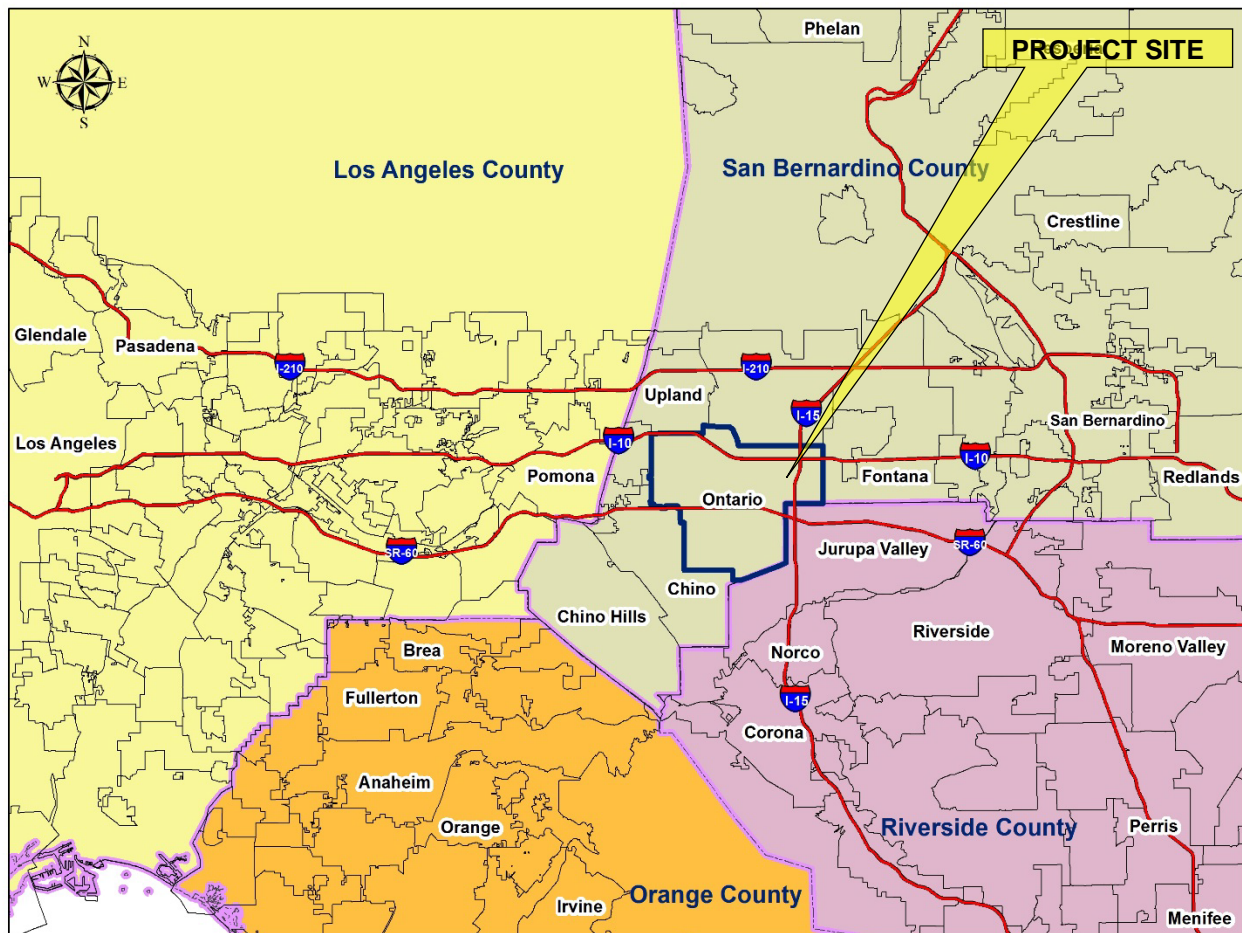 Phelan
PROJECT SITE
Hesperia
N
W E
S
Los Angeles County
San Bernardino County
Crestline
Glendale
Pasadena
I-210
I-210
Upland
I-15
San Bernardino
Los Angeles
I-10
Pomona
Ontario
Fontana
I-10
Redlands
SR-60
Jurupa Valley
SR-60
Chino
Chino Hills
Riverside
Brea
Norco
Moreno Valley
Fullerton
I-15
Corona
Anaheim
Orange
Riverside County
Perris
Orange County
Irvine
Menifee